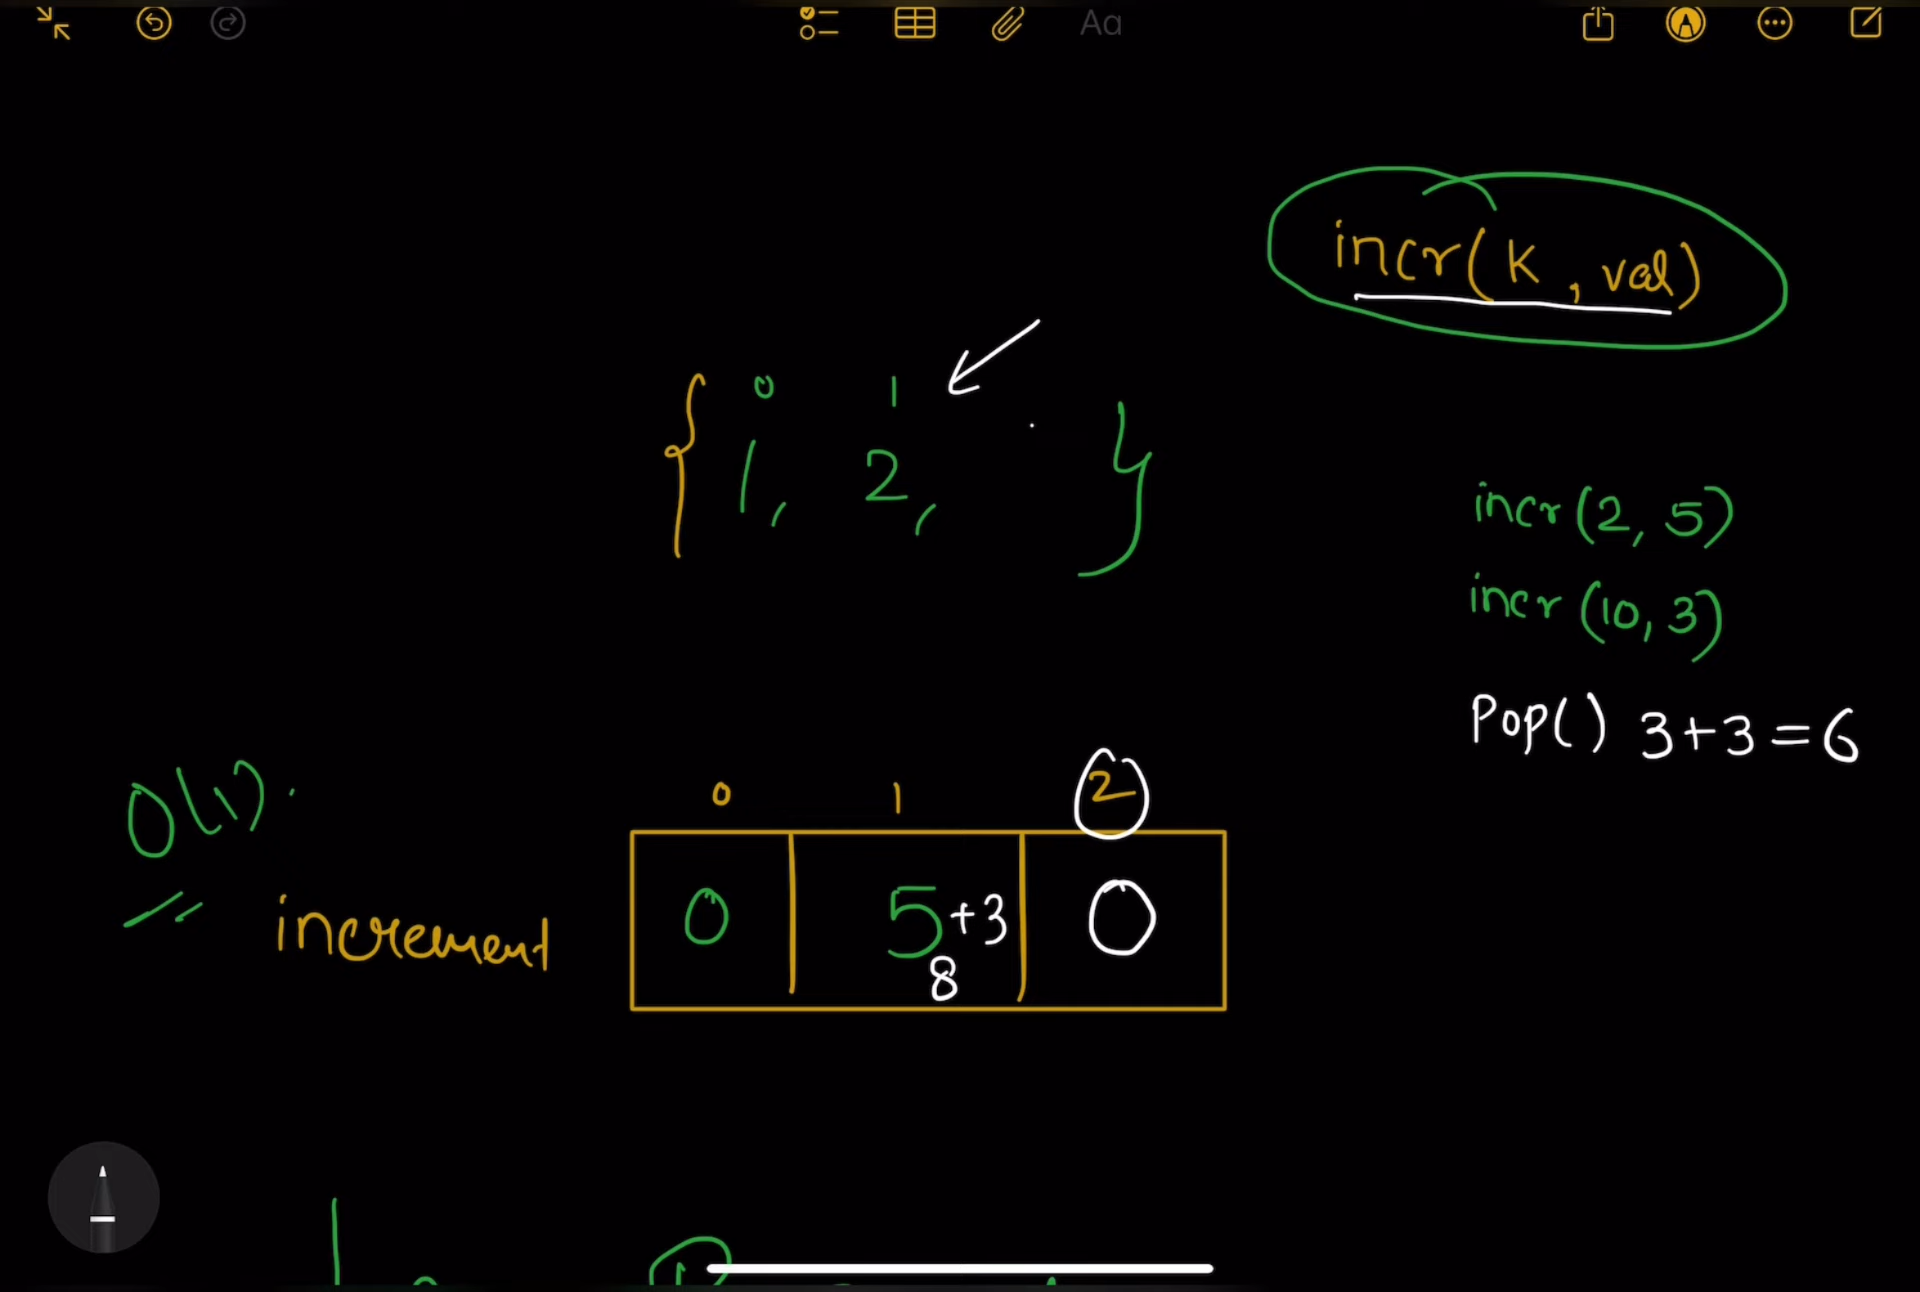 Aa
incr(K, val)
0 1
{1, 2, }
incr(2, 5)
incr(10, 3)
Pop() 3+3=6
O(1).
0 1 2
increment 0 5+3 0
8